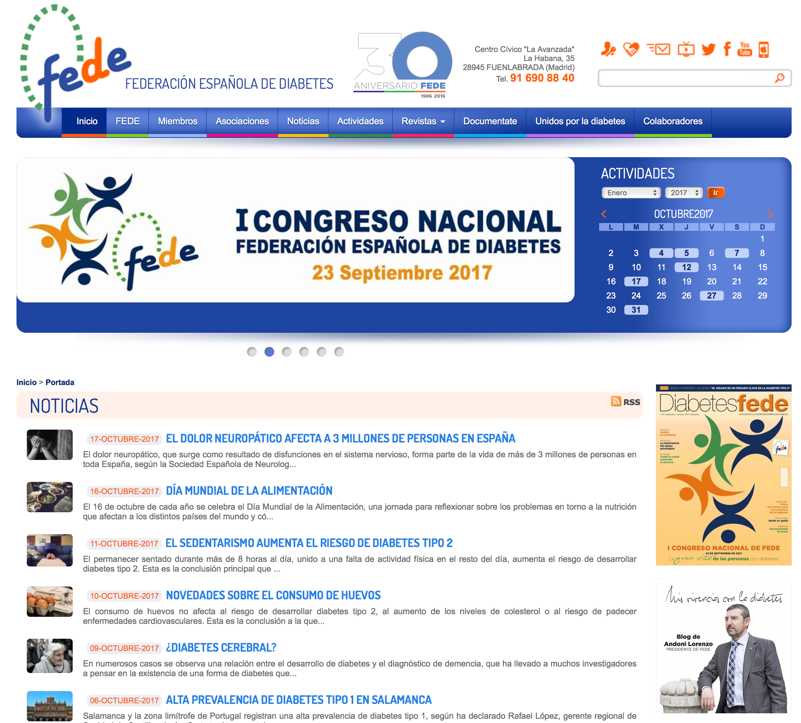 fede
FEDERACIÓN ESPAÑOLA DE DIABETES
30
ANIVERSARIO FEDE
1986 2016
Centro Cívico "La Avanzada"
La Habana, 35
28945 FUENLABRADA (Madrid)
Tel. 91 690 88 40
You
Tube
Inicio FEDE Miembros Asociaciones Noticias Actividades Revistas Documentate Unidos por la diabetes Colaboradores
fede
I CONGRESO NACIONAL
FEDERACIÓN ESPAÑOLA DE DIABETES
23 Septiembre 2017
ACTIVIDADES
Enero 2017 Ir
OCTUBRE2017
L M X J V S D
1
2 3 4 5 6 7 8
9 10 11 12 13 14 15
16 17 18 19 20 21 22
23 24 25 26 27 28 29
30 31
Inicio > Portada
NOTICIAS
RSS
17-OCTUBRE-2017 EL DOLOR NEUROPÁTICO AFECTA A 3 MILLONES DE PERSONAS EN ESPAÑA
El dolor neuropático, que surge como resultado de disfunciones en el sistema nervioso, forma parte de la vida de más de 3 millones de personas en
toda España, según la Sociedad Española de Neurolog...
16-OCTUBRE-2017 DÍA MUNDIAL DE LA ALIMENTACIÓN
El 16 de octubre de cada año se celebra el Día Mundial de la Alimentación, una jornada para reflexionar sobre los problemas en torno a la nutrición
que afectan a los distintos países del mundo y có...
11-OCTUBRE-2017 EL SEDENTARISMO AUMENTA EL RIESGO DE DIABETES TIPO 2
El permanecer sentado durante más de 8 horas al día, unido a una falta de actividad física en el resto del día, aumenta el riesgo de desarrollar
diabetes tipo 2. Esta es la conclusión principal que ...
10-OCTUBRE-2017 NOVEDADES SOBRE EL CONSUMO DE HUEVOS
El consumo de huevos no afecta al riesgo de desarrollar diabetes tipo 2, al aumento de los niveles de colesterol o al riesgo de padecer
enfermedades cardiovasculares. Esta es la conclusión a la que...
09-OCTUBRE-2017 ¿DIABETES CEREBRAL?
En numerosos casos se observa una relación entre el desarrollo de diabetes y el diagnóstico de demencia, que ha llevado a muchos investigadores
a pensar en la existencia de una forma de diabetes que...
06-OCTUBRE-2017 ALTA PREVALENCIA DE DIABETES TIPO 1 EN SALAMANCA
Salamanca y la zona limítrofe de Portugal registran una alta prevalencia de diabetes tipo 1, según ha declarado Rafael López, gerente regional de
Diabetesfede
I CONGRESO NACIONAL DE FEDE
de las personas con diabetes
Mis vivencias con la diabetes
Blog de
Andoni Lorenzo
PRESIDENTE DE FEDE